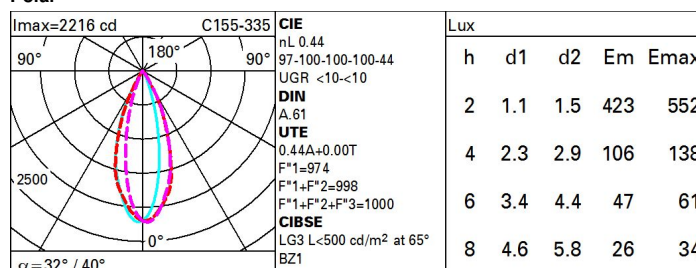 Imax=2216 cd C155-335
90° 180° 90°
2500
0°
α=32° / 40°
CIE
nL 0.44
97-100-100-100-44
UGR <10-<10
DIN
A.61
UTE
0.44A+0.00T
F"1=974
F"1+F"2=998
F"1+F"2+F"3=1000
CIBSE
LG3 L<500 cd/m² at 65°
BZ1
Lux
h d1 d2 Em Emax
2 1.1 1.5 423 552
4 2.3 2.9 106 138
6 3.4 4.4 47 61
8 4.6 5.8 26 34